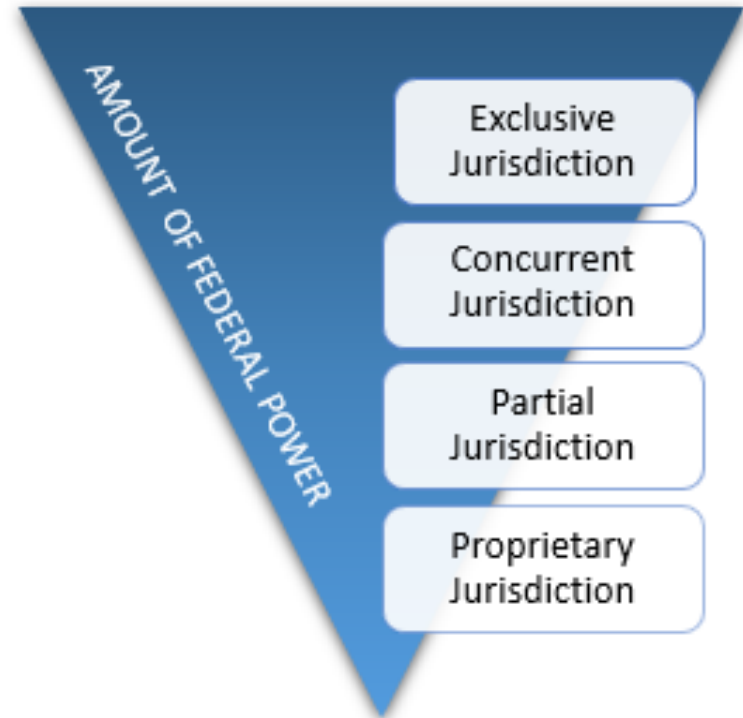 AMOUNT OF FEDERAL POWER
Exclusive
Jurisdiction
Concurrent
Jurisdiction
Partial
Jurisdiction
Proprietary
Jurisdiction